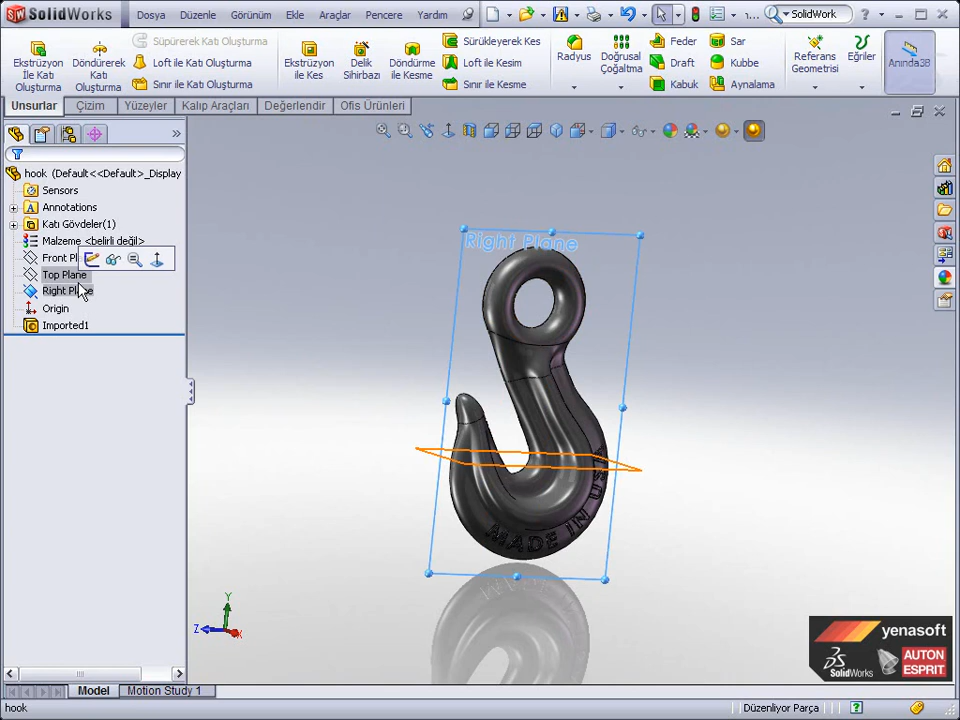 SolidWorks Dosya Düzenle Görünüm Ekle Araçlar Pencere Yardım ... SolidWork
Ekstrüzyon İle Katı Oluşturma
Döndürerek Katı Oluşturma
Süpürerek Katı Oluşturma
Loft ile Katı Oluşturma
Sınır ile Katı Oluşturma
Ekstrüzyon ile Kes
Delik Sihirbazı
Döndürme ile Kesme
Sürükleyerek Kes
Loft ile Kesim
Sınır ile Kesme
Radyus
Doğrusal Çoğaltma
Feder
Draft
Kabuk
Sar
Kubbe
Aynalama
Referans Geometrisi
Eğriler
Anında3B
Unsurlar Çizim Yüzeyler Kalıp Araçları Değerlendir Ofis Ürünleri
hook (Default<<Default>_Display
Sensors
Annotations
Katı Gövdeler(1)
Malzeme <belirli değil>
Front Pl
Top Plane
Right Plane
Origin
Imported1
Right Plane
MADE IN USA
Y
Z
X
yenasoft
SolidWorks
AUTON
ESPRIT
Model Motion Study 1
hook
Düzenliyor Parça